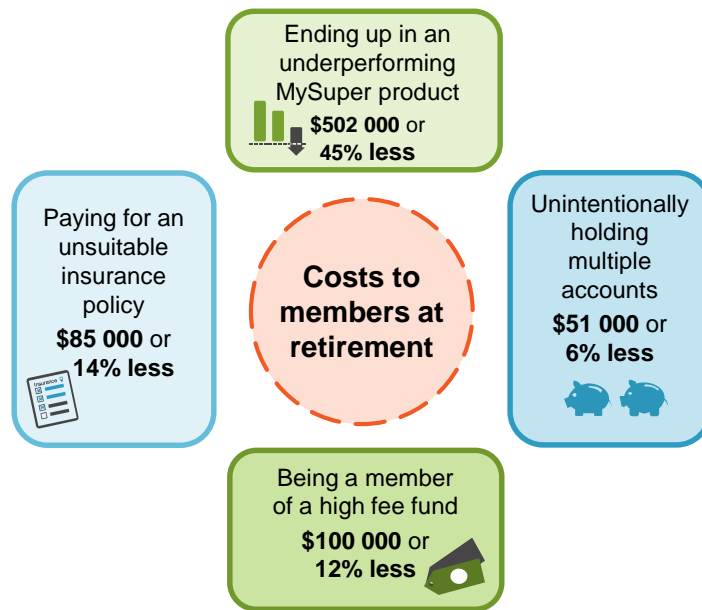 Ending up in an
underperforming
MySuper product
$502 000 or
45% less
Paying for an
unsuitable
insurance
policy
$85 000 or
14% less
Insurance
Costs to
members at
retirement
Unintentionally
holding
multiple
accounts
$51 000 or
6% less
Being a member
of a high fee fund
$100 000 or
12% less